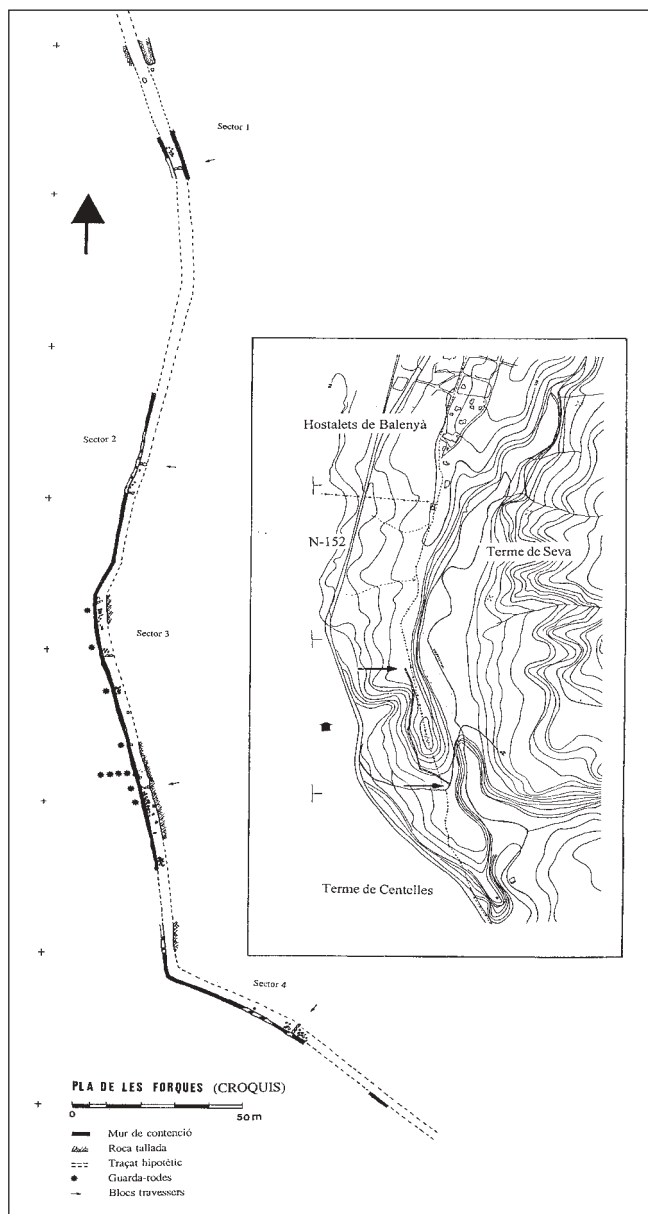 Sector 1
Sector 2
Sector 3
Sector 4
Hostalets de Balenyà
N-152
Terme de Seva
Terme de Centelles
PLA DE LES FORQUES (CROQUIS)
0 50 m
Mur de contenció
Roca tallada
Traçat hipotètic
Guarda-rodes
Blocs travessers